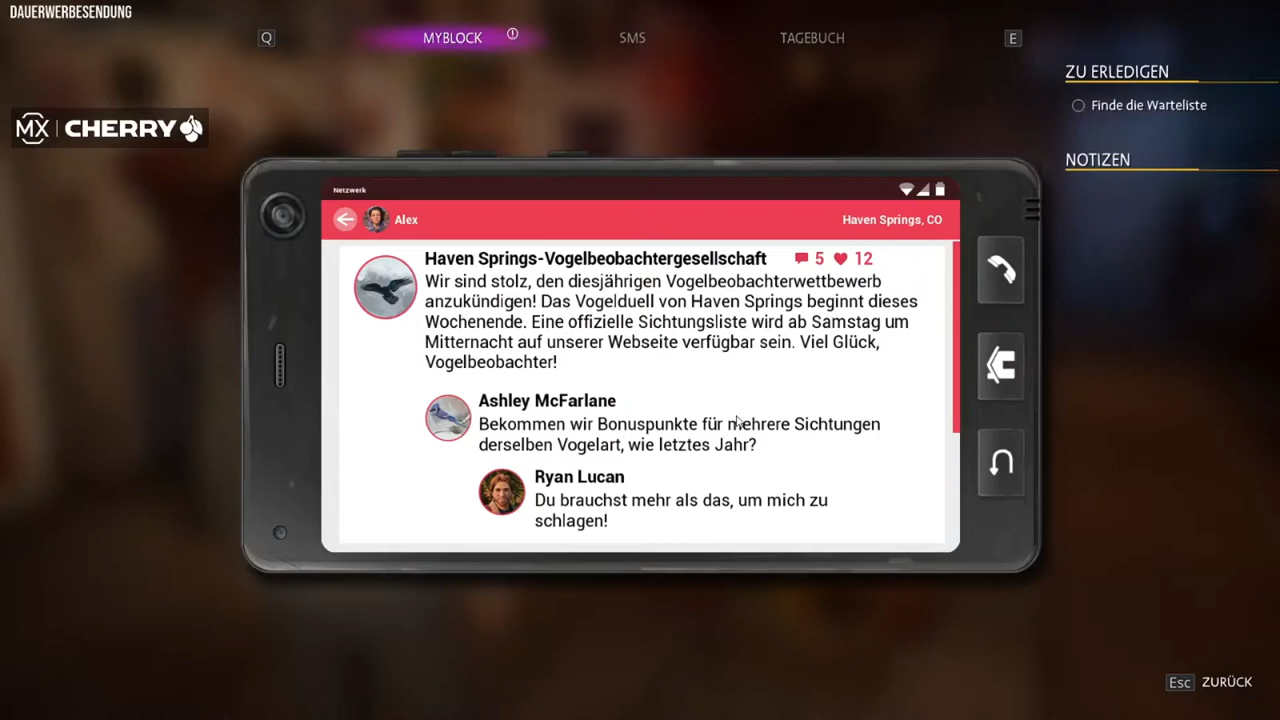 DAUERWERBESENDUNG
Q
MYBLOCK
SMS
TAGEBUCH
E
ZU ERLEDIGEN
Finde die Warteliste
NOTIZEN
MX | CHERRY
Netzwerk
Alex
Haven Springs, CO
Haven Springs-Vogelbeobachtergesellschaft 5 12
Wir sind stolz, den diesjährigen Vogelbeobachterwettbewerb
anzukündigen! Das Vogelduell von Haven Springs beginnt dieses
Wochenende. Eine offizielle Sichtungsliste wird ab Samstag um
Mitternacht auf unserer Webseite verfügbar sein. Viel Glück,
Vogelbeobachter!
Ashley McFarlane
Bekommen wir Bonuspunkte für mehrere Sichtungen
derselben Vogelart, wie letztes Jahr?
Ryan Lucan
Du brauchst mehr als das, um mich zu
schlagen!
Esc ZURÜCK